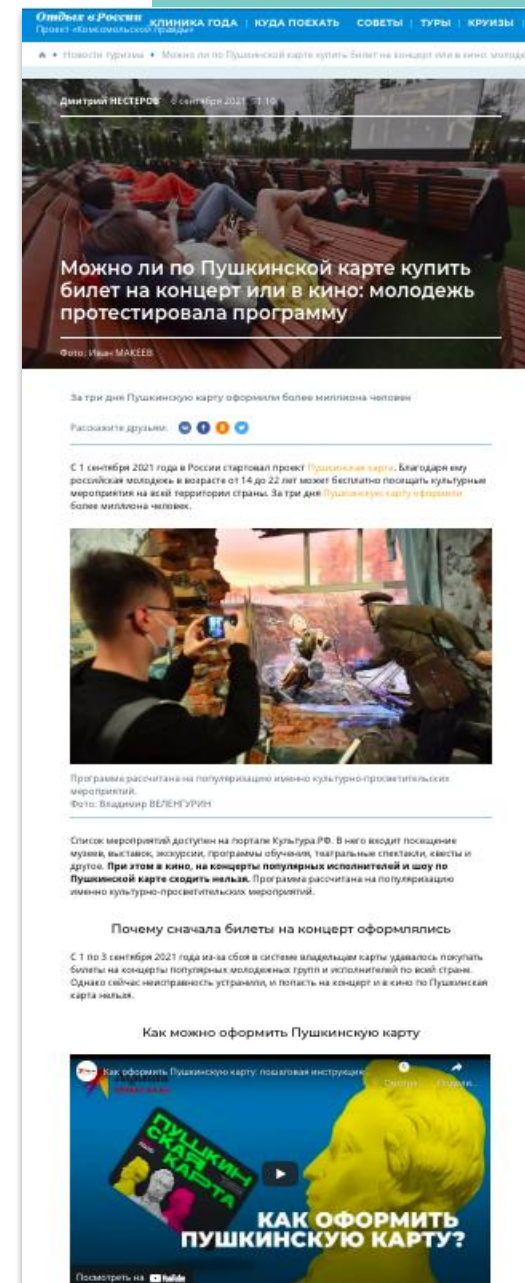 Отдых в России
Проект «Комсомольской правды»
КЛИНИКА ГОДА | КУДА ПОЕХАТЬ СОВЕТЫ | ТУРЫ | КРУИЗЫ
Новости туризма • Можно ли по Пушкинской карте купить билет на концерт или в кино: молоде
Дмитрий НЕСТЕРОВ 6 сентября 2021
Можно ли по Пушкинской карте купить
билет на концерт или в кино: молодежь
протестировала программу
Фото: Иван МАКЕЕВ
За три дня Пушкинскую карту оформили более миллиона человек
Расскажите друзьям:
С 1 сентября 2021 года в России стартовал проект Пушкинская карта. Благодаря ему
российская молодежь в возрасте от 14 до 22 лет может бесплатно посещать культурные
мероприятия на всей территории страны. За три дня Пушкинскую карту оформили
более миллиона человек.
Программа рассчитана на популяризацию именно культурно-просветительских
мероприятий.
Фото: Владимир ВЕЛЕНГУРИН
Список мероприятий доступен на портале Культура.РФ. В него входит посещение
музеев, выставок, экскурсии, программы обучения, театральные спектакли, квесты и
другое. При этом в кино, на концерты популярных исполнителей и шоу по
Пушкинской карте сходить нельзя. Программа рассчитана на популяризацию
именно культурно-просветительских мероприятий.
Почему сначала билеты на концерт оформлялись
С 1 по 3 сентября 2021 года из-за сбоя в системе владельцам карты удавалось покупать
билеты на концерты популярных молодежных групп и исполнителей по всей стране.
Однако сейчас неисправность устранили, и попасть на концерт и в кино по Пушкинская
карта нельзя.
Как можно оформить Пушкинскую карту
Как оформить Пушкинскую карту: пошаговая инструкция
ПУШКИН
СКАЯ
КАРТА
КАК ОФОРМИТЬ
ПУШКИНСКУЮ КАРТУ?
Посмотреть на YouTube